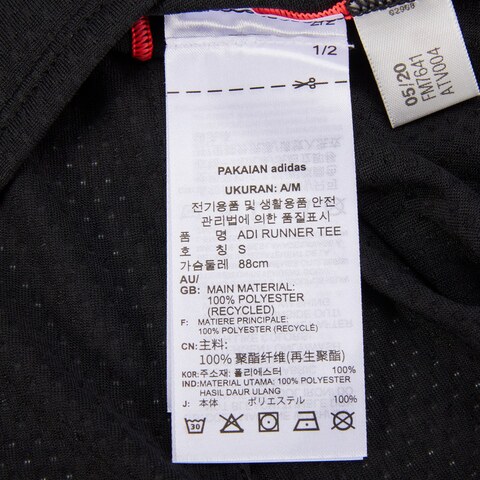 2/2
1/2
02999
05/20
FM7641
ATV004
PAKAIAN adidas
UKURAN: A/M
전기용품 및 생활용품 안전
관리법에 의한 품질표시
품 명 ADI RUNNER TEE
호 칭 S
가슴둘레 88cm
AU/
GB: MAIN MATERIAL:
100% POLYESTER
(RECYCLED)
F: MATIERE PRINCIPALE:
100% POLYESTER (RECYCLÉ)
CN: 主料:
100% 聚酯纤维(再生聚酯)
KOR: 주소재: 폴리에스터 100%
IND: MATERIAL UTAMA: 100% POLYESTER
HASIL DAUR ULANG
J: 本体 ポリエステル 100%
30